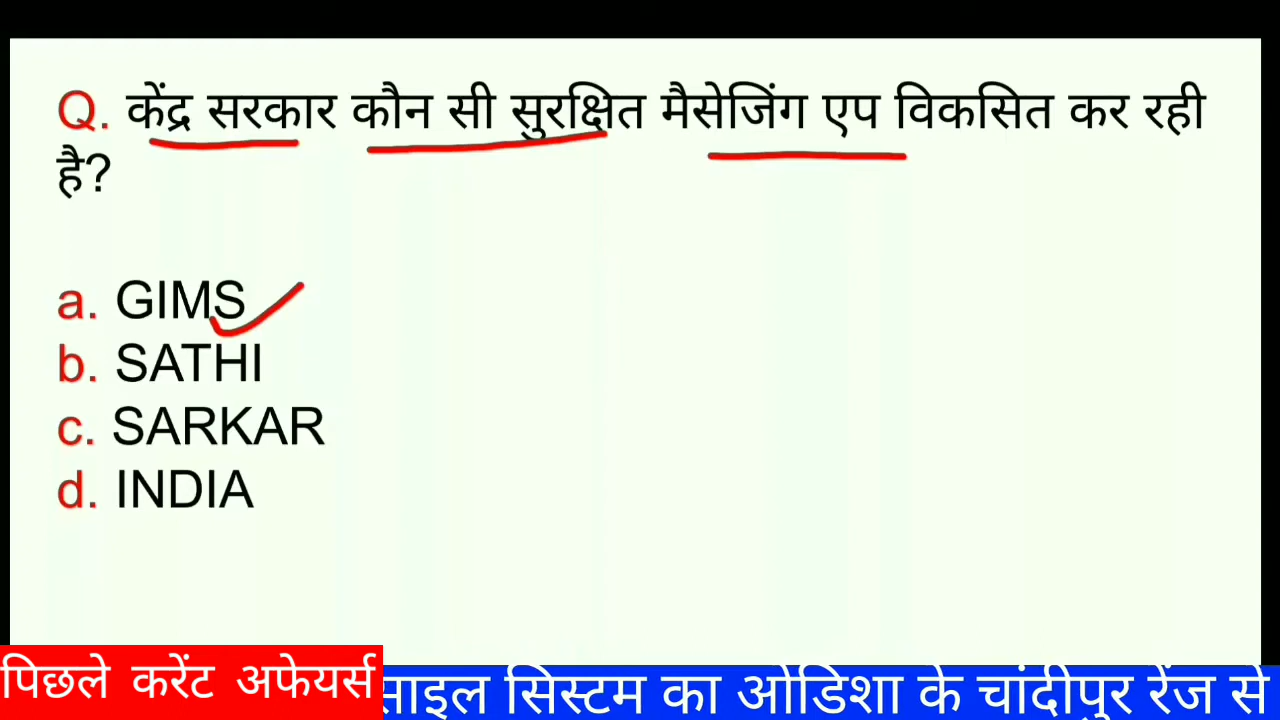 Q. केंद्र सरकार कौन सी सुरक्षित मैसेजिंग एप विकसित कर रही
है?
a. GIMS
b. SATHI
c. SARKAR
d. INDIA
पिछले करेंट अफेयर्स
साइल सिस्टम का ओडिशा के चांदीपुर रेंज से